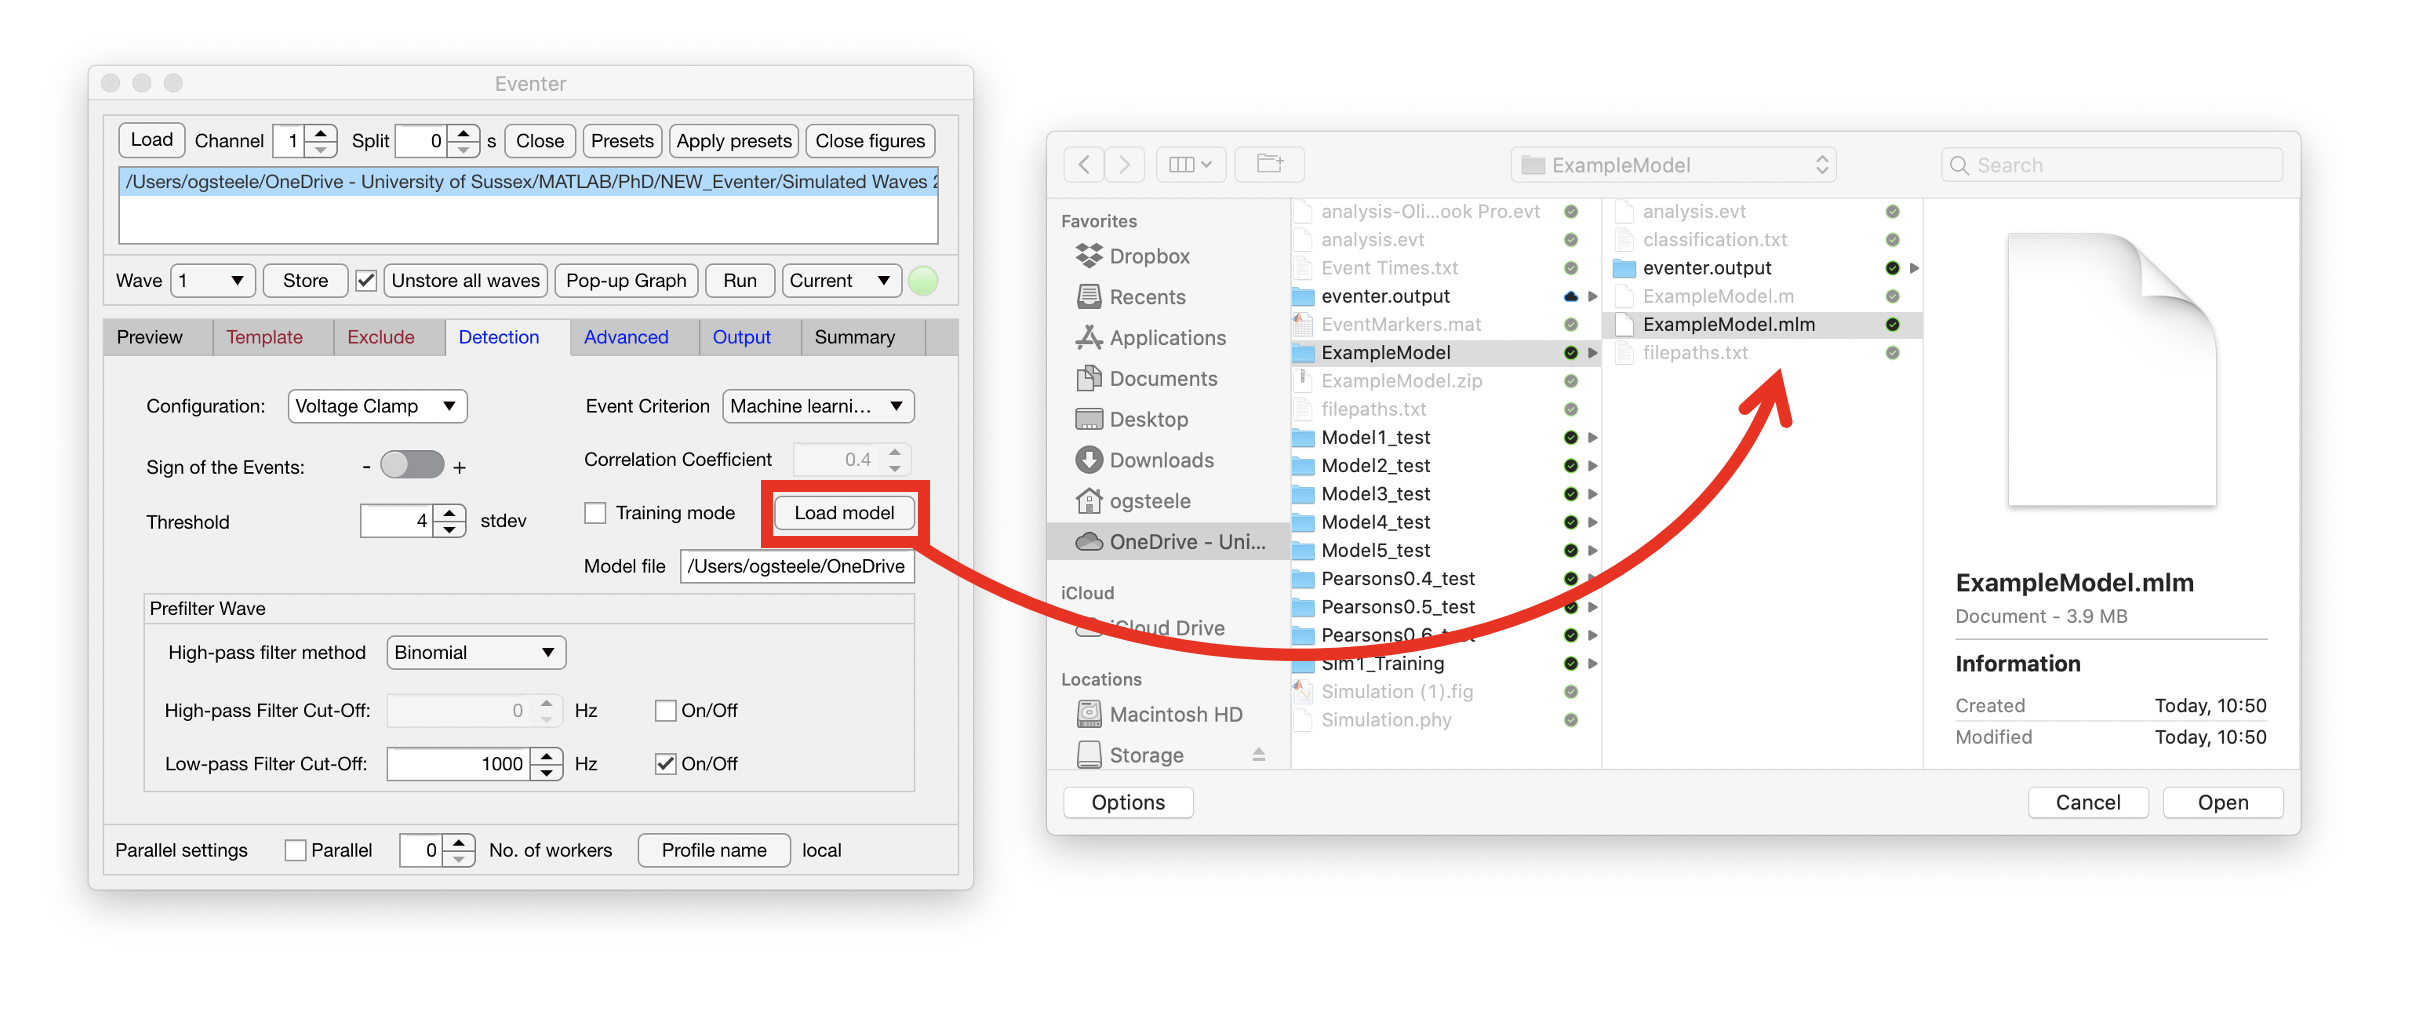 Eventer
Load Channel 1 Split 0 s Close Presets Apply presets Close figures
/Users/ogsteele/OneDrive - University of Sussex/MATLAB/PhD/NEW_Eventer/Simulated Waves 2
Wave 1 Store Unstore all waves Pop-up Graph Run Current
Preview Template Exclude Detection Advanced Output Summary
Configuration: Voltage Clamp Event Criterion Machine learni...
Sign of the Events: - + Correlation Coefficient 0.4
Threshold 4 stdev Training mode Load model
Model file /Users/ogsteele/OneDrive
Prefilter Wave
High-pass filter method Binomial
High-pass Filter Cut-Off: 0 Hz On/Off
Low-pass Filter Cut-Off: 1000 Hz On/Off
Parallel settings Parallel 0 No. of workers Profile name local
ExampleModel Search
Favorites
Dropbox
Recents
Applications
Documents
Desktop
Downloads
ogsteele
OneDrive - Uni...
iCloud
iCloud Drive
Locations
Macintosh HD
Storage
analysis-Oli...ook Pro.evt
analysis.evt
Event Times.txt
eventer.output
EventMarkers.mat
ExampleModel
ExampleModel.zip
filepaths.txt
Model1_test
Model2_test
Model3_test
Model4_test
Model5_test
Pearsons0.4_test
Pearsons0.5_test
Pearsons0.6_test
Sim1_Training
Simulation (1).fig
Simulation.phy
analysis.evt
classification.txt
eventer.output
ExampleModel.m
ExampleModel.mlm
filepaths.txt
ExampleModel.mlm
Document - 3.9 MB
Information
Created Today, 10:50
Modified Today, 10:50
Options Cancel Open